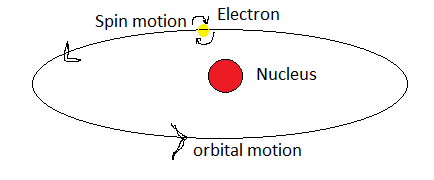 Electron
Spin motion
Nucleus
orbital motion